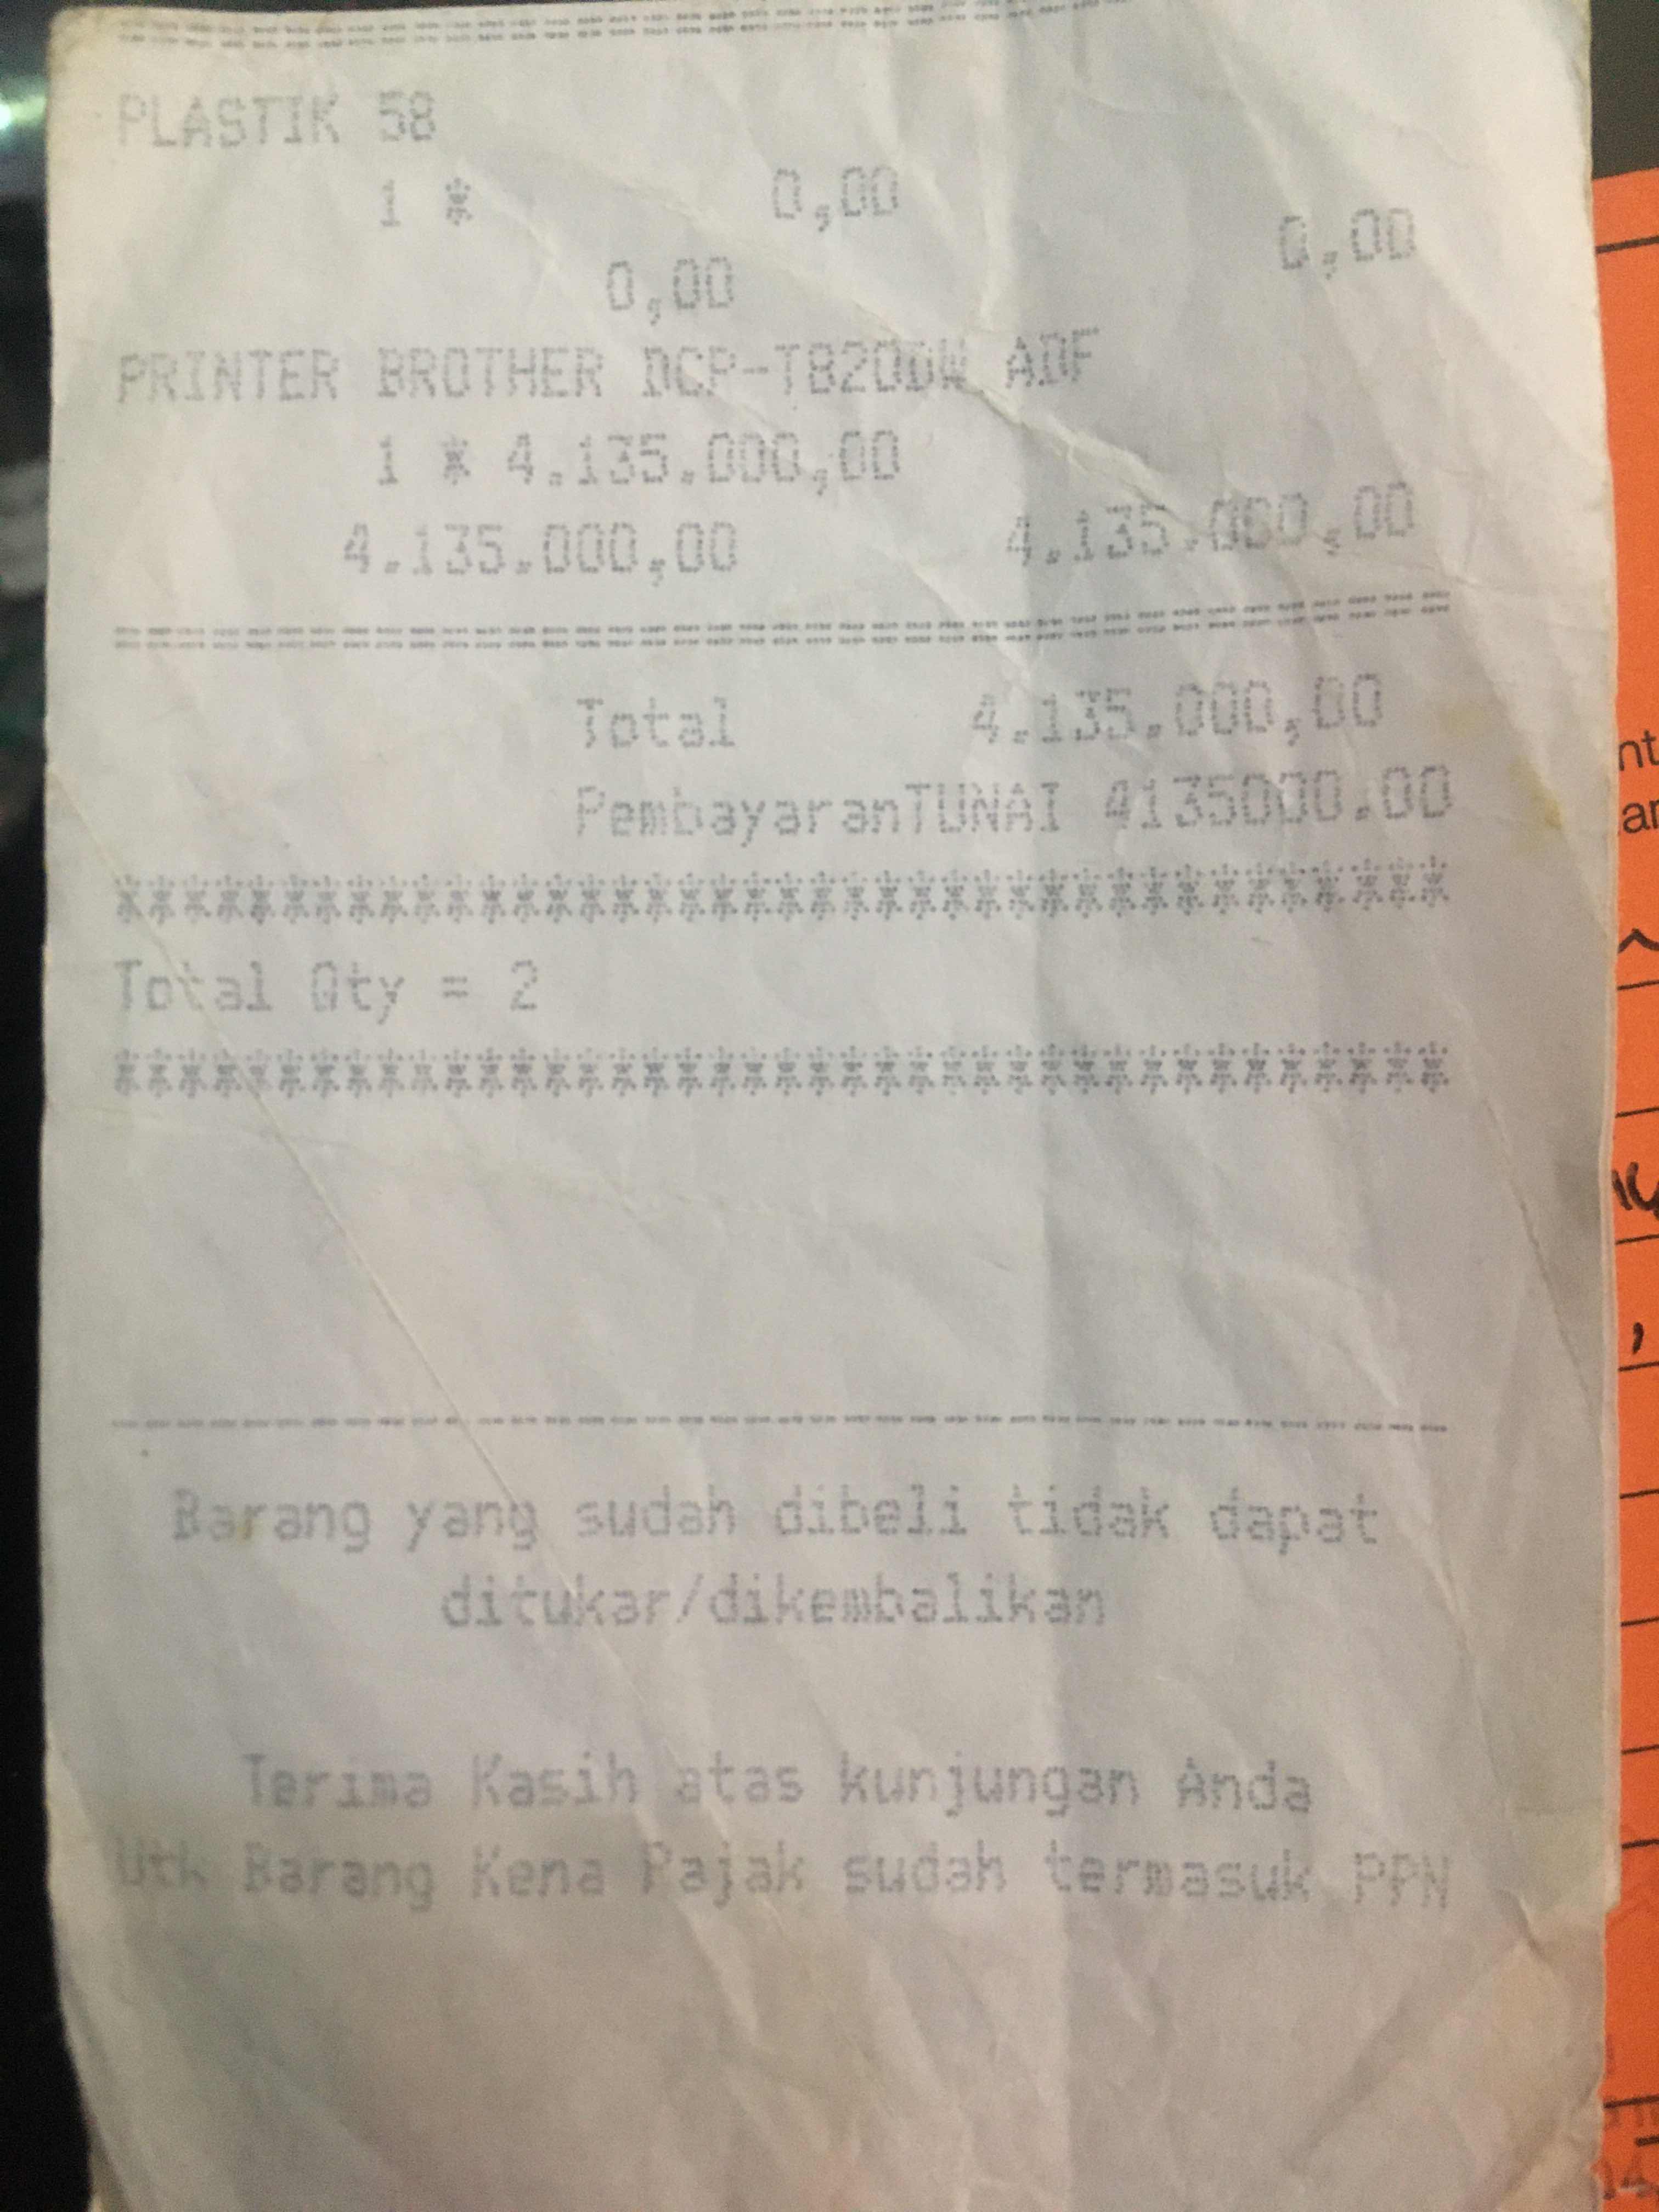 PLASTIK 58
1 * 0,00
0,00 0,00
PRINTER BROTHER DCP-T820DW ADF
1 * 4.135.000,00
4.135.000,00 4.135.000,00
================================================
Total 4.135.000,00
PembayaranTUNAI 4135000.00
*****************************************
Total Qty = 2
*****************************************
-----------------------------------------
Barang yang sudah dibeli tidak dapat
ditukar/dikembalikan
Terima Kasih atas kunjungan Anda
Utk Barang Kena Pajak sudah termasuk PPN
nt
ar